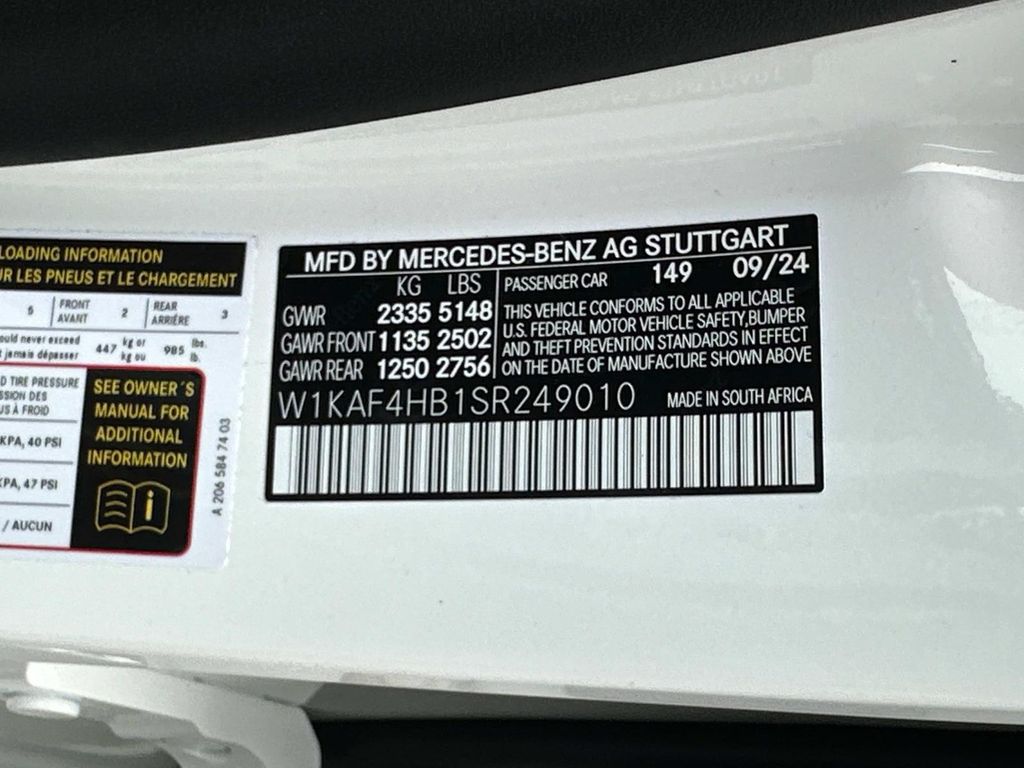 LOADING INFORMATION
UR LES PNEUS ET LE CHARGEMENT
5 FRONT AVANT 2 REAR ARRIÈRE 3
ould never exceed
t jamais dépasser 447 kg or kg ou 985 lbs. lb.
D TIRE PRESSURE
SSION DES
US À FROID
KPA, 40 PSI
KPA, 47 PSI
/ AUCUN
SEE OWNER´S
MANUAL FOR
ADDITIONAL
INFORMATION
A 206 584 74 03
MFD BY MERCEDES-BENZ AG STUTTGART
KG LBS
GWR 2335 5148
GAWR FRONT 1135 2502
GAWR REAR 1250 2756
PASSENGER CAR 149 09/24
THIS VEHICLE CONFORMS TO ALL APPLICABLE
U.S. FEDERAL MOTOR VEHICLE SAFETY,BUMPER
AND THEFT PREVENTION STANDARDS IN EFFECT
ON THE DATE OF MANUFACTURE SHOWN ABOVE
W1KAF4HB1SR249010 MADE IN SOUTH AFRICA